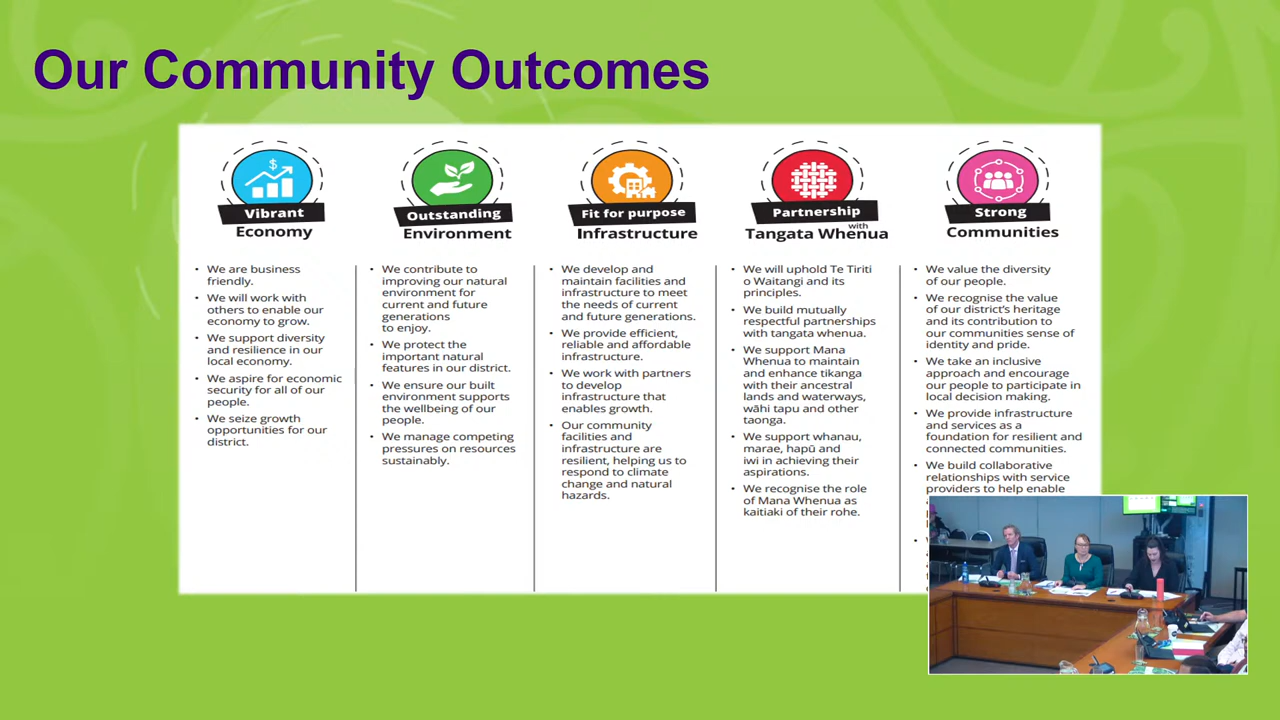 Our Community Outcomes
Vibrant
Economy
• We are business
friendly.
• We will work with
others to enable our
economy to grow.
• We support diversity
and resilience in our
local economy.
• We aspire for economic
security for all of our
people.
• We seize growth
opportunities for our
district.
Outstanding
Environment
• We contribute to
improving our natural
environment for
current and future
generations
to enjoy.
• We protect the
important natural
features in our district.
• We ensure our built
environment supports
the wellbeing of our
people.
• We manage competing
pressures on resources
sustainably.
Fit for purpose
Infrastructure
• We develop and
maintain facilities and
infrastructure to meet
the needs of current
and future generations.
• We provide efficient,
reliable and affordable
infrastructure.
• We work with partners
to develop
infrastructure that
enables growth.
• Our community
facilities and
infrastructure are
resilient, helping us to
respond to climate
change and natural
hazards.
Partnership
with
Tangata Whenua
• We will uphold Te Tiriti
o Waitangi and its
principles.
• We build mutually
respectful partnerships
with tangata whenua.
• We support Mana
Whenua to maintain
and enhance tikanga
with their ancestral
lands and waterways,
wāhi tapu and other
taonga.
• We support whanau,
marae, hapū and
iwi in achieving their
aspirations.
• We recognise the role
of Mana Whenua as
kaitiaki of their rohe.
Strong
Communities
• We value the diversity
of our people.
• We recognise the value
of our district's heritage
and its contribution to
our communities sense of
identity and pride.
• We take an inclusive
approach and encourage
our people to participate in
local decision making.
• We provide infrastructure
and services as a
foundation for resilient and
connected communities.
• We build collaborative
relationships with service
providers to help enable